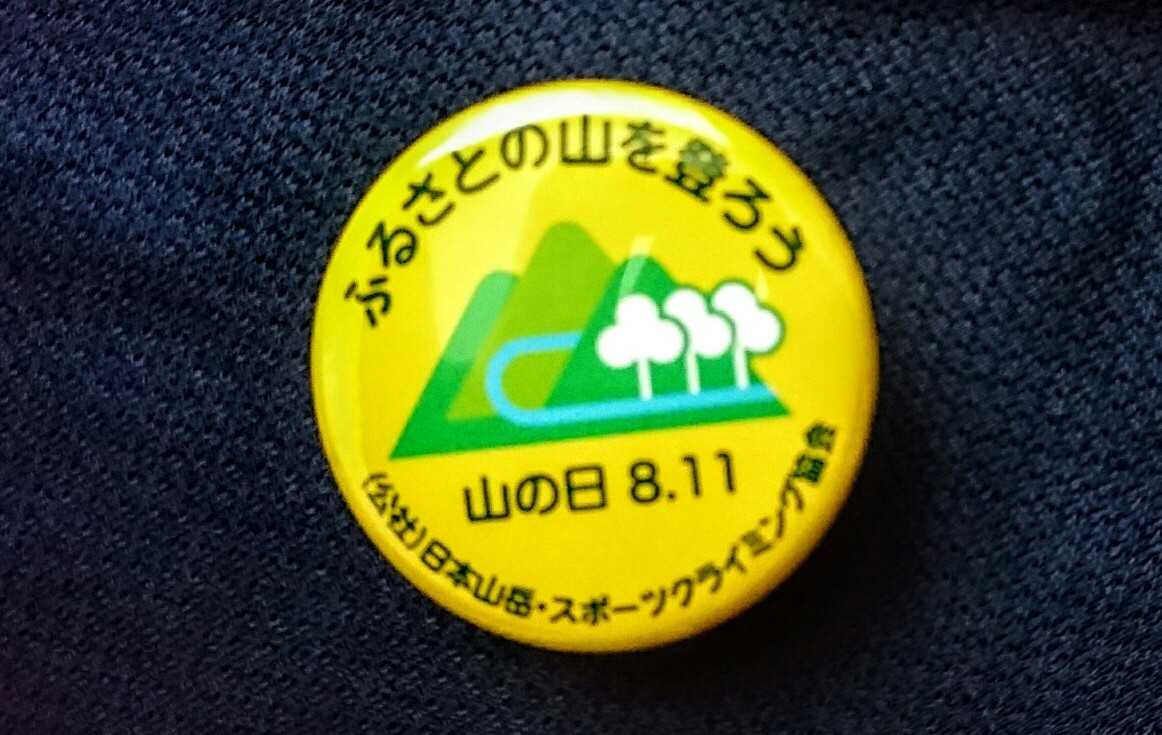 ふるさとの山を登ろう
山の日 8.11
(公社)日本山岳・スポーツクライミング協会